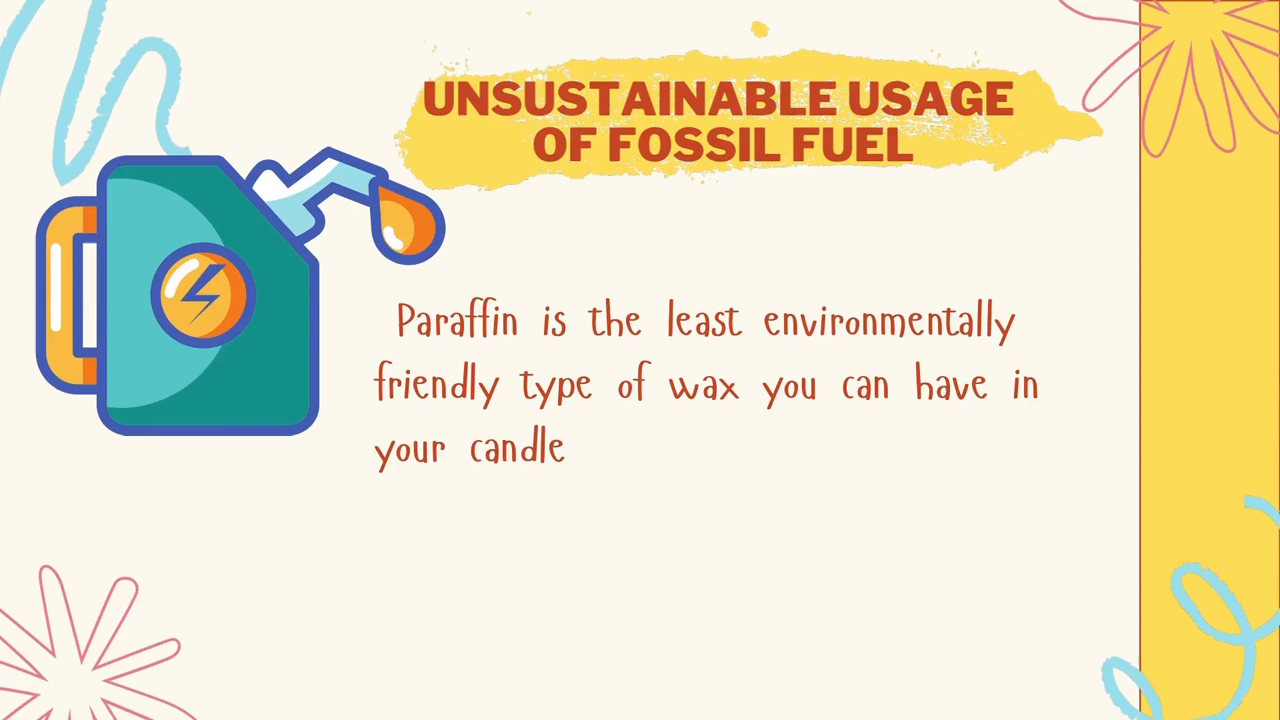 UNSUSTAINABLE USAGE
OF FOSSIL FUEL
Paraffin is the least environmentally
friendly type of wax you can have in
your candle